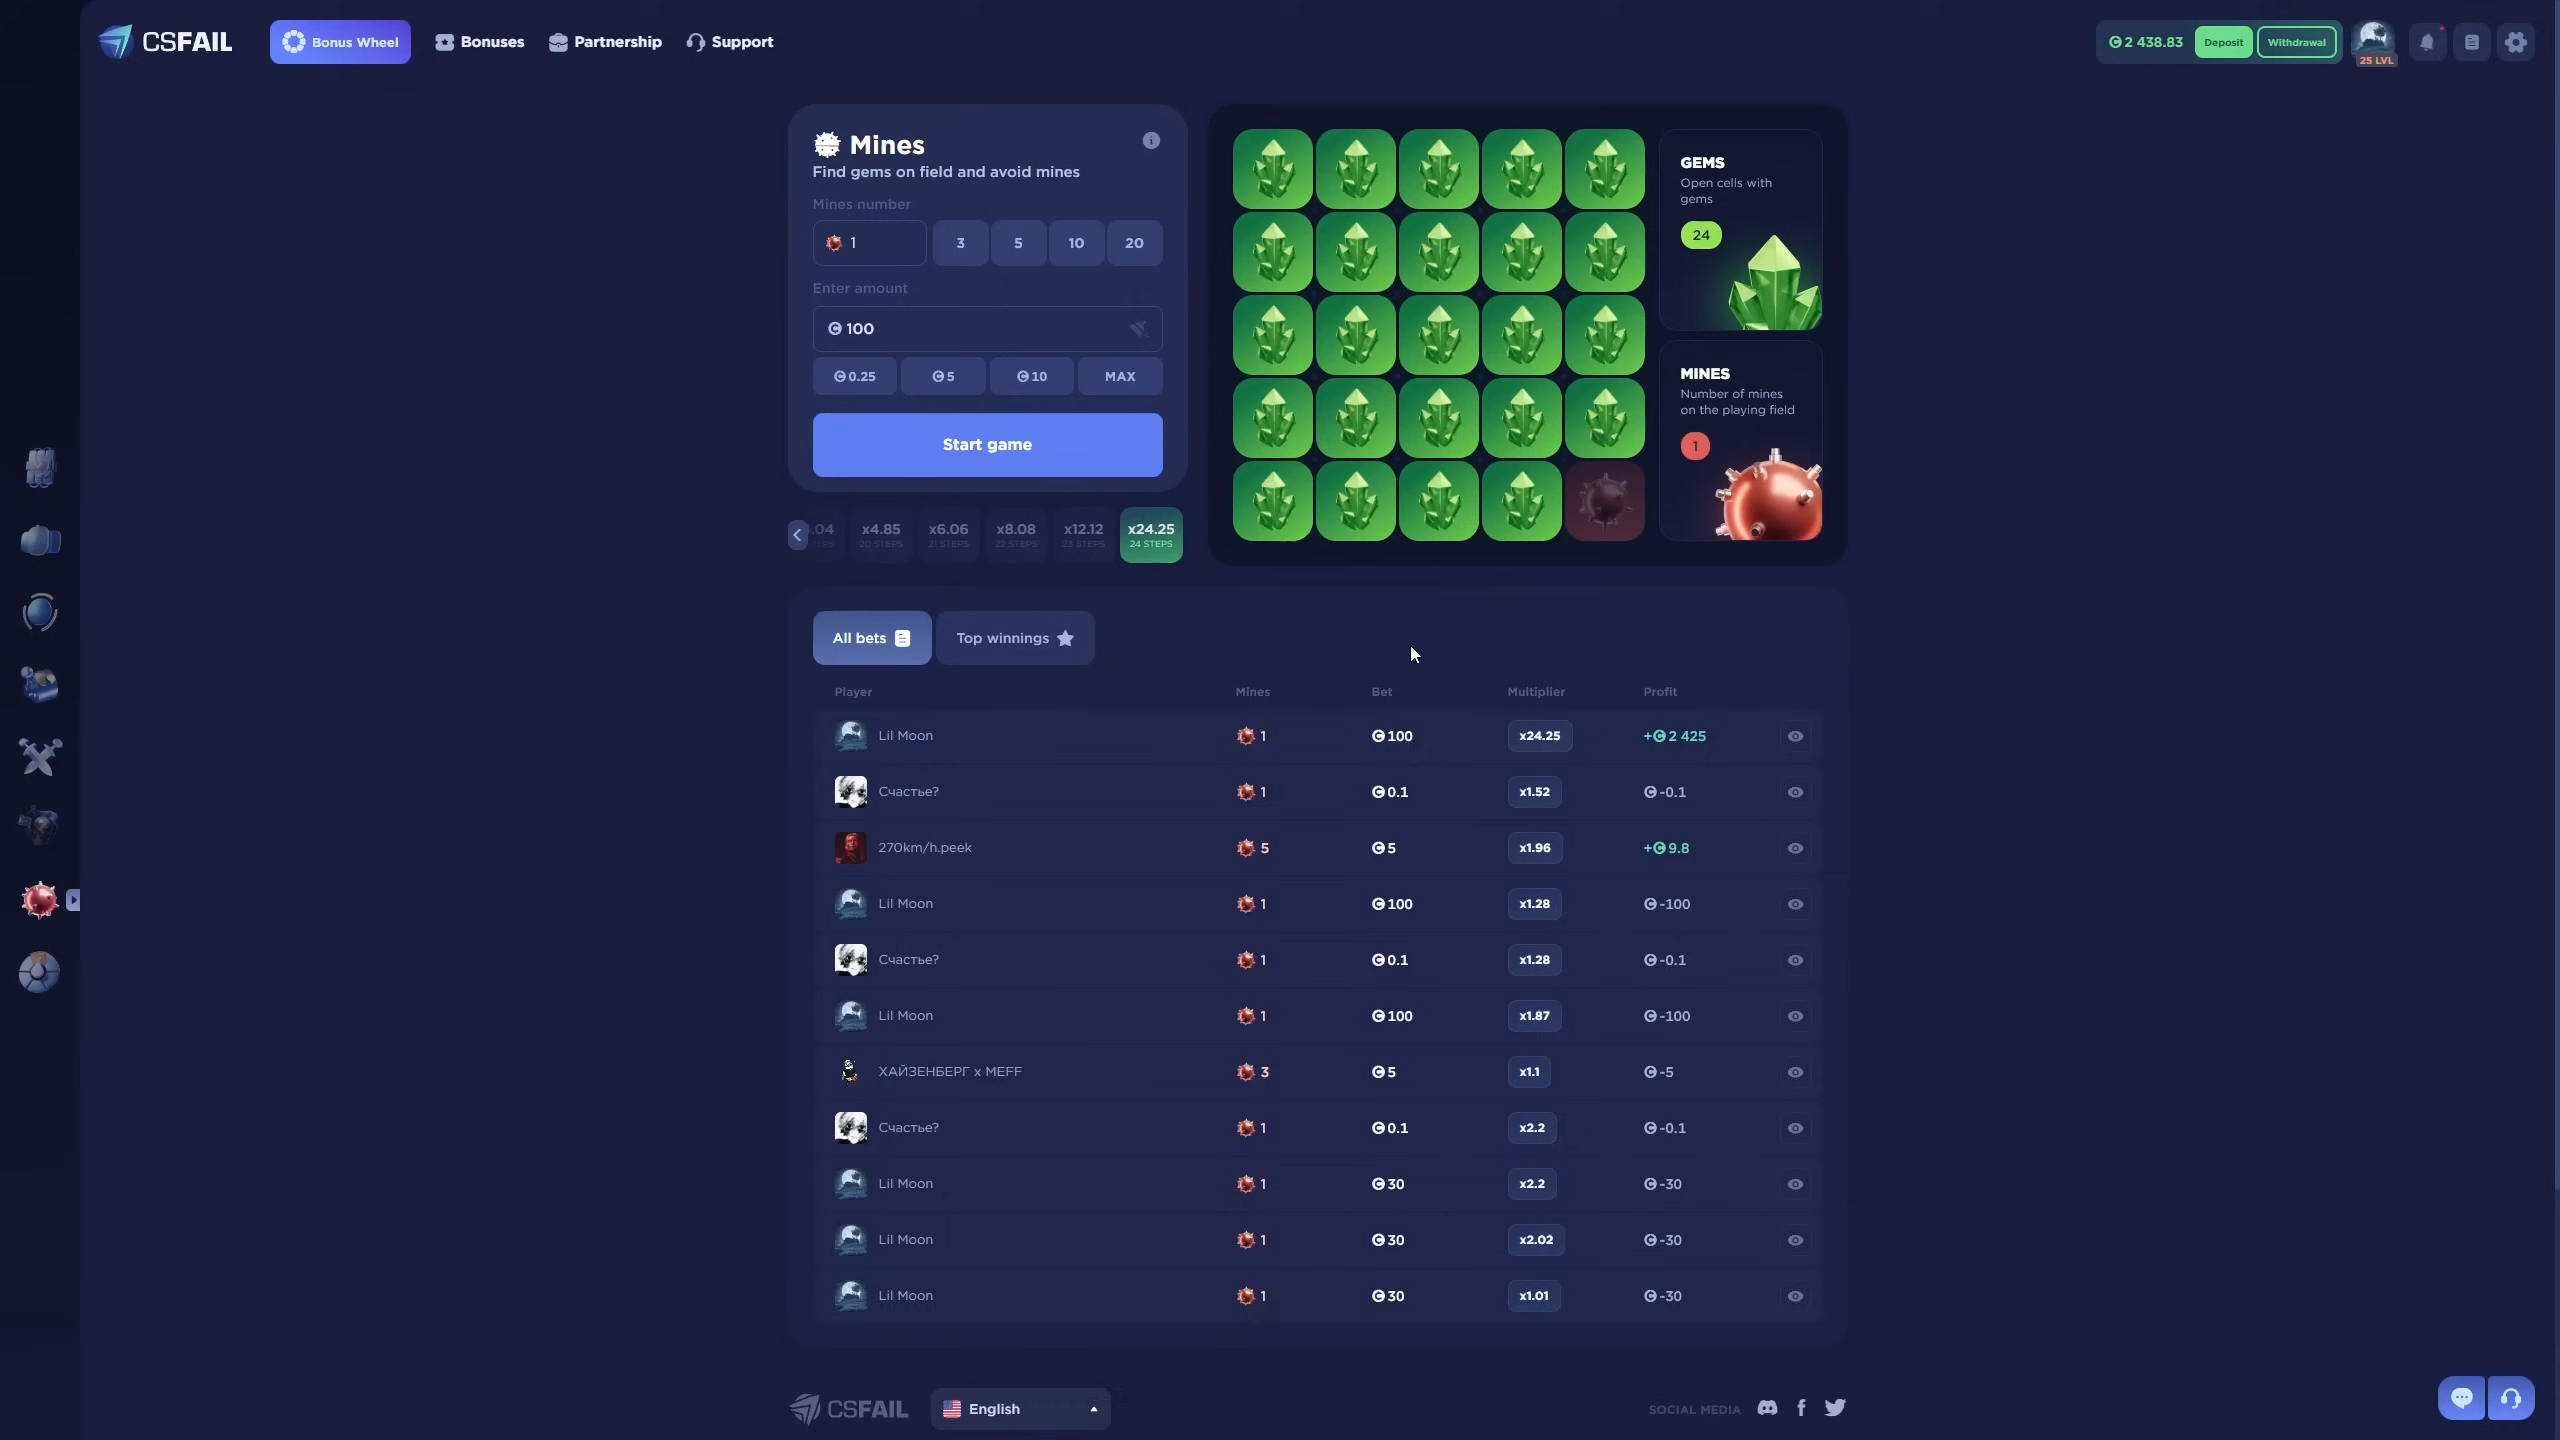 CSFAIL
Bonus Wheel
Bonuses
Partnership
Support
2 438.83
Deposit
Withdrawal
25 LVL
Mines
Find gems on field and avoid mines
Mines number
1
3
5
10
20
Enter amount
100
0.25
5
10
MAX
Start game
x4.85
20 STEPS
x6.06
21 STEPS
x8.08
22 STEPS
x12.12
23 STEPS
x24.25
24 STEPS
GEMS
Open cells with
gems
24
MINES
Number of mines
on the playing field
1
All bets
Top winnings
Player Mines Bet Multiplier Profit
Lil Moon 1 100 x24.25 +2 425
Счастье? 1 0.1 x1.52 -0.1
270km/h.peek 5 5 x1.96 +9.8
Lil Moon 1 100 x1.28 -100
Счастье? 1 0.1 x1.28 -0.1
Lil Moon 1 100 x1.87 -100
ХАЙЗЕНБЕРГ x MEFF 3 5 x1.1 -5
Счастье? 1 0.1 x2.2 -0.1
Lil Moon 1 30 x2.2 -30
Lil Moon 1 30 x2.02 -30
Lil Moon 1 30 x1.01 -30
CSFAIL
English
SOCIAL MEDIA